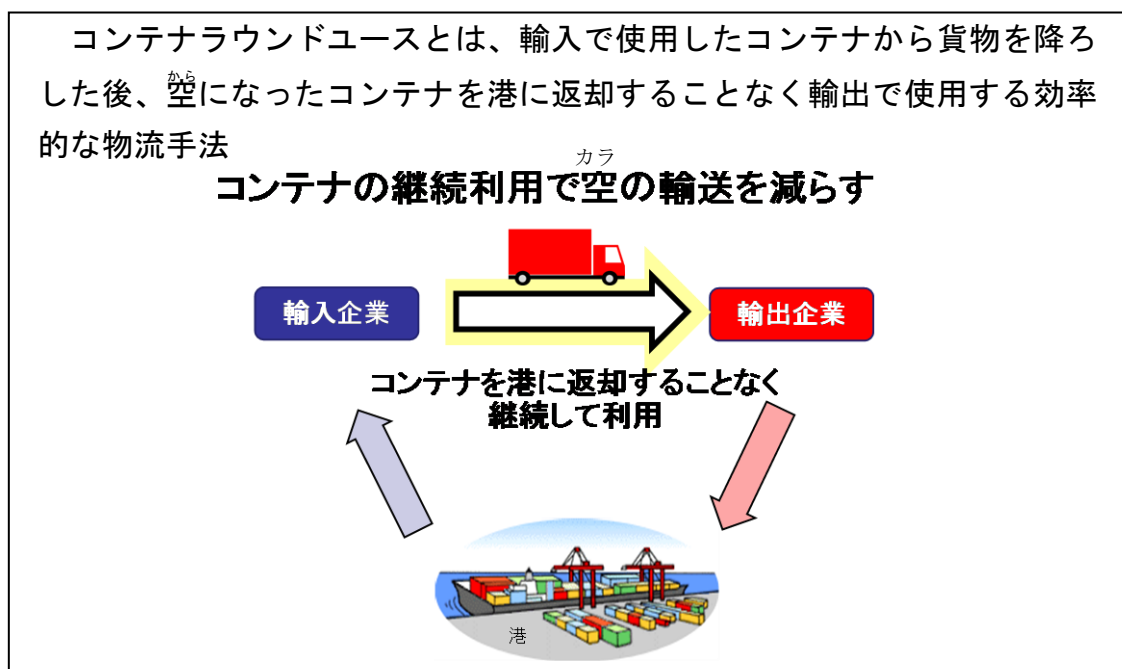 コンテナラウンドユースとは、輸入で使用したコンテナから貨物を降ろ
した後、空になったコンテナを港に返却することなく輸出で使用する効率
から
的な物流手法
カラ
コンテナの継続利用で空の輸送を減らす
輸入企業
輸出企業
コンテナを港に返却することなく
継続して利用
港